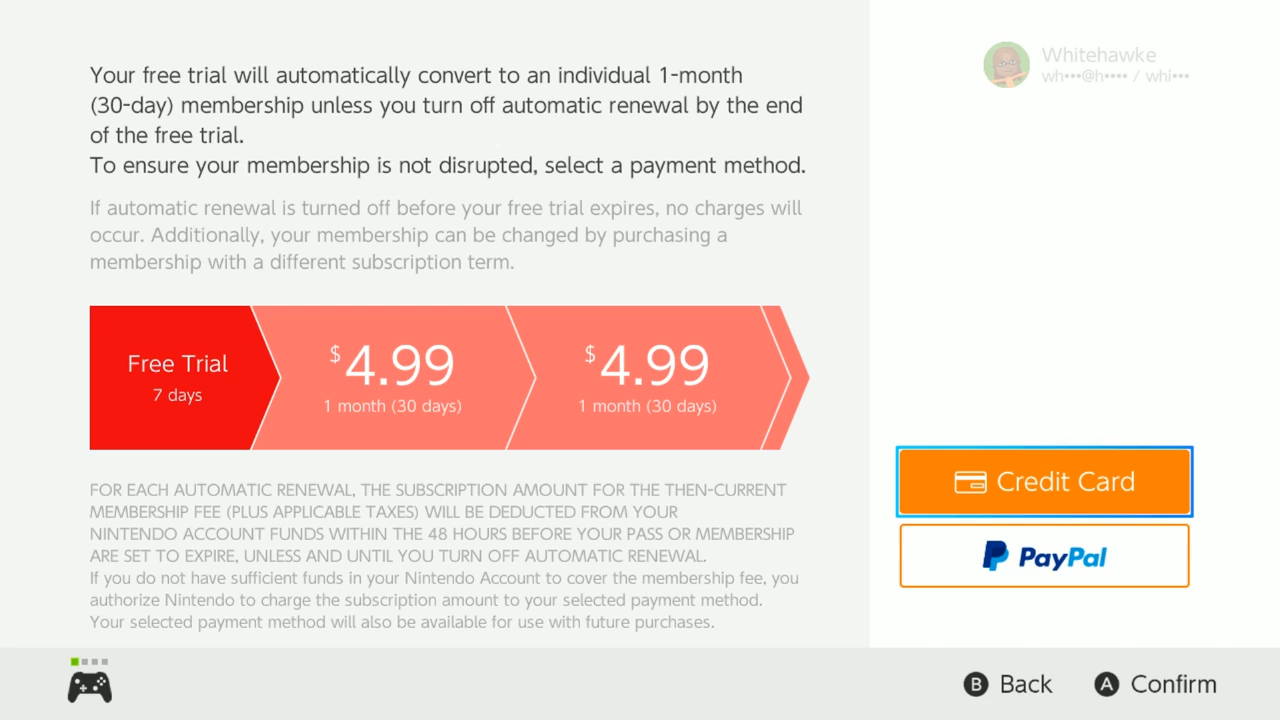 Your free trial will automatically convert to an individual 1-month
(30-day) membership unless you turn off automatic renewal by the end
of the free trial.
To ensure your membership is not disrupted, select a payment method.
If automatic renewal is turned off before your free trial expires, no charges will
occur. Additionally, your membership can be changed by purchasing a
membership with a different subscription term.
Free Trial
7 days
$4.99
1 month (30 days)
$4.99
1 month (30 days)
FOR EACH AUTOMATIC RENEWAL, THE SUBSCRIPTION AMOUNT FOR THE THEN-CURRENT
MEMBERSHIP FEE (PLUS APPLICABLE TAXES) WILL BE DEDUCTED FROM YOUR
NINTENDO ACCOUNT FUNDS WITHIN THE 48 HOURS BEFORE YOUR PASS OR MEMBERSHIP
ARE SET TO EXPIRE, UNLESS AND UNTIL YOU TURN OFF AUTOMATIC RENEWAL.
If you do not have sufficient funds in your Nintendo Account to cover the membership fee, you
authorize Nintendo to charge the subscription amount to your selected payment method.
Your selected payment method will also be available for use with future purchases.
Whitehawke
wh•••@h•••• / whi•••
Credit Card
PayPal
B Back
A Confirm